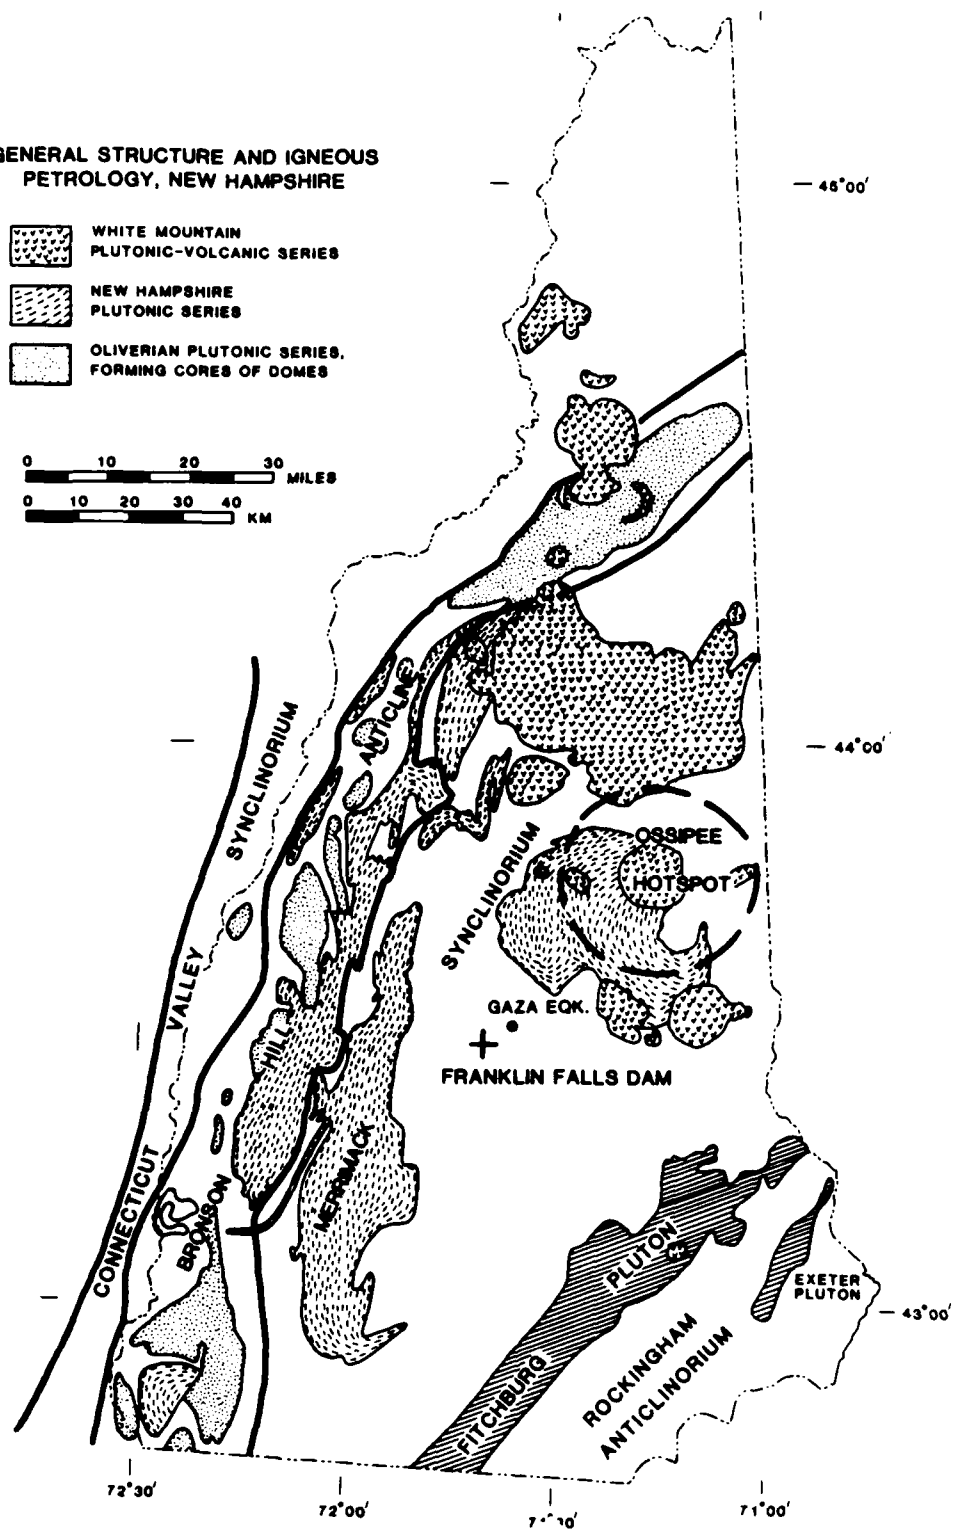 GENERAL STRUCTURE AND IGNEOUS
PETROLOGY, NEW HAMPSHIRE
WHITE MOUNTAIN
PLUTONIC-VOLCANIC SERIES
NEW HAMPSHIRE
PLUTONIC SERIES
OLIVERIAN PLUTONIC SERIES,
FORMING CORES OF DOMES
0 10 20 30
MILES
0 10 20 30 40
KM
45°00'
44°00'
43°00'
CONNECTICUT
VALLEY
SYNCLINORIUM
BRONSON
HILL
ANTICLINE
MERRIMACK
SYNCLINORIUM
OSSIPEE
HOTSPOT
GAZA EQK.
FRANKLIN FALLS DAM
FITCHBURG
PLUTON
EXETER
PLUTON
ROCKINGHAM
ANTICLINORIUM
72°30'
72°00'
71°00'